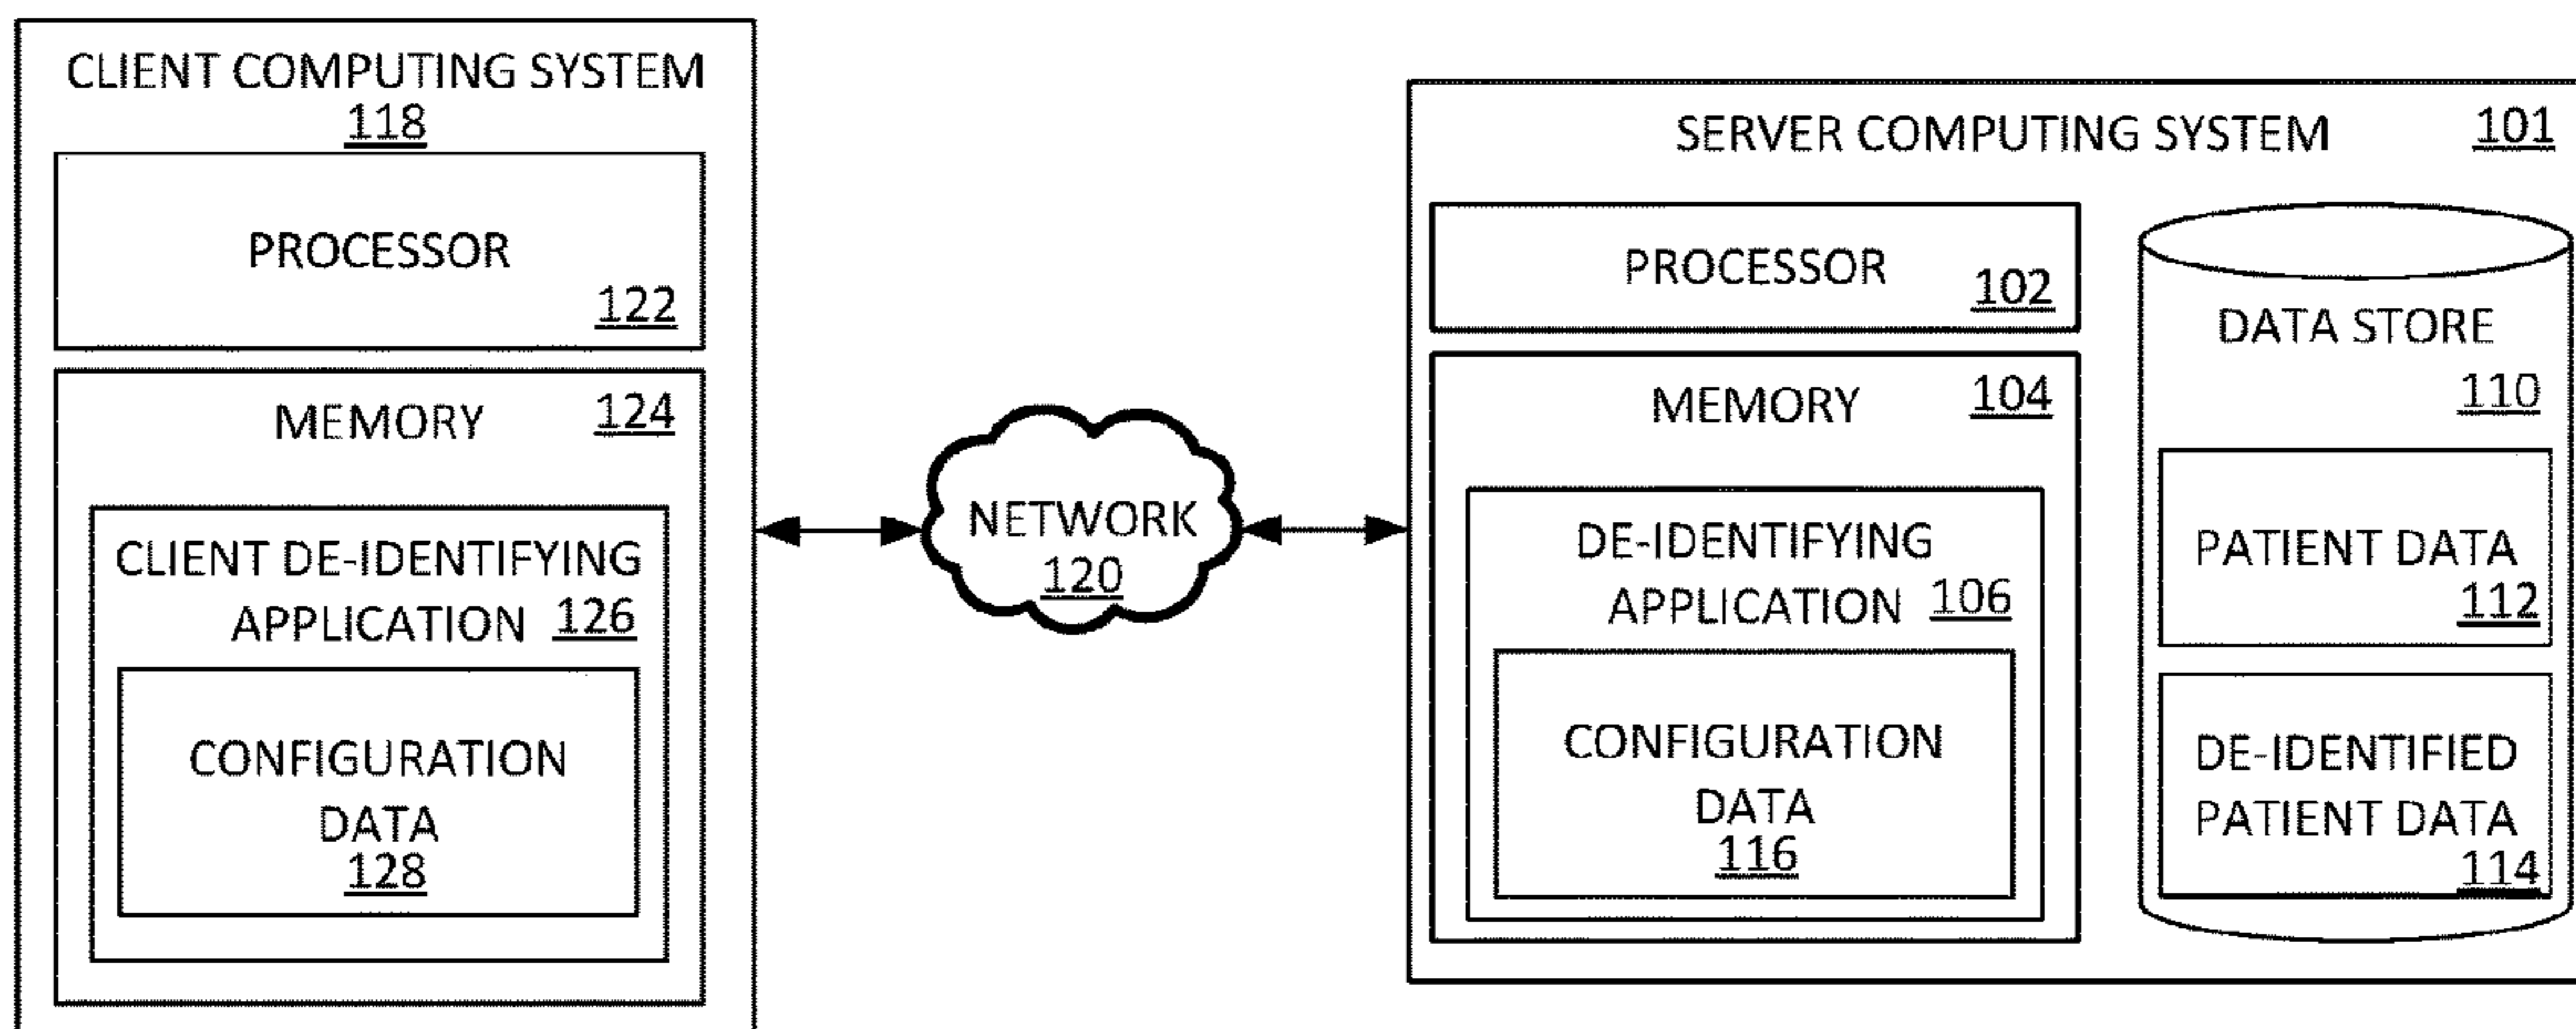 CLIENT COMPUTING SYSTEM
118
PROCESSOR
122
MEMORY 124
CLIENT DE-IDENTIFYING
APPLICATION 126
CONFIGURATION
DATA
128
NETWORK
120
SERVER COMPUTING SYSTEM 101
PROCESSOR 102
MEMORY 104
DE-IDENTIFYING
APPLICATION 106
CONFIGURATION
DATA
116
DATA STORE
110
PATIENT DATA
112
DE-IDENTIFIED
PATIENT DATA
114